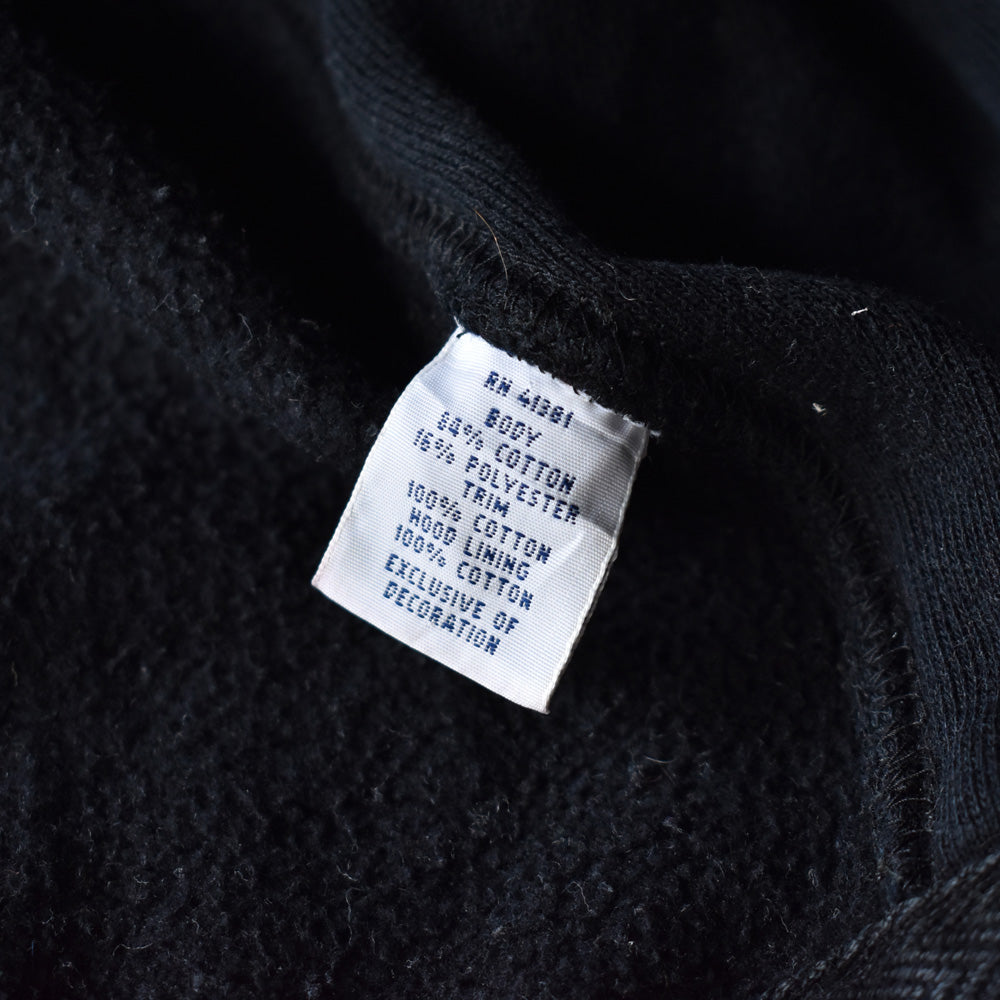 RN 41381
BODY
84% COTTON
16% POLYESTER
TRIM
100% COTTON
HOOD LINING
100% COTTON
EXCLUSIVE OF
DECORATION